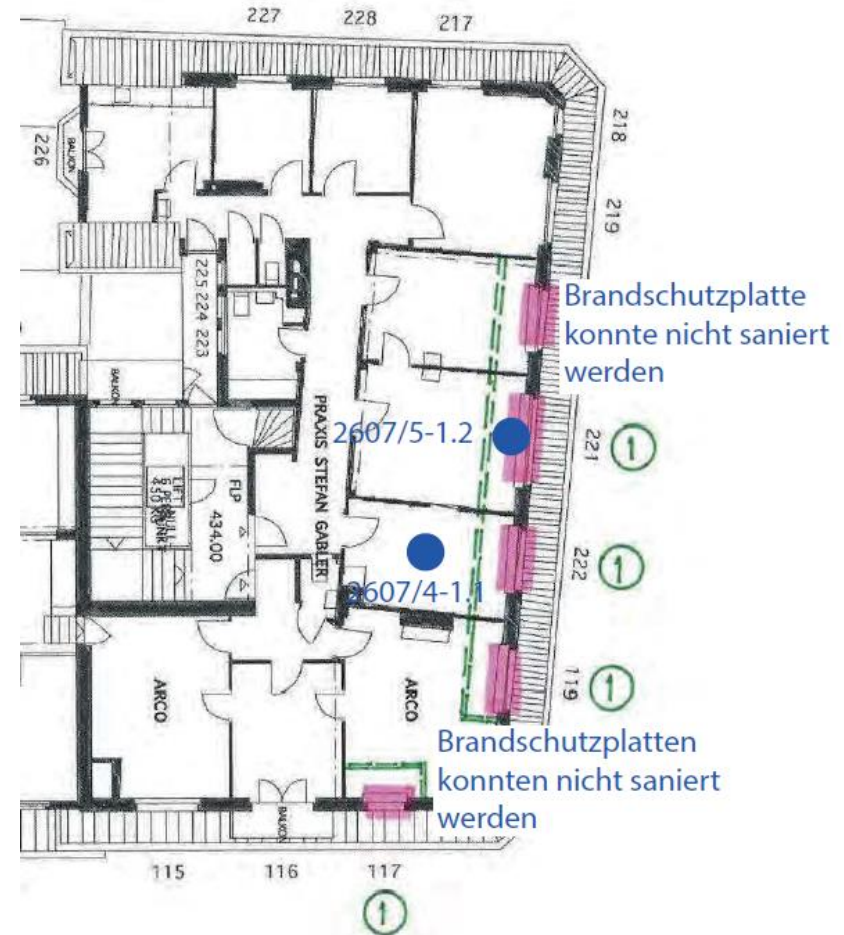 227
228
217
218
219
226
BALKON
225 224 223
Brandschutzplatte
konnte nicht saniert
werden
BALKON
PRAXIS STEFAN GABLER
2607/5-1.2
221
1
LIFT
FLP
434.00
222
1
2607/4-1.1
119
1
ARCO
ARCO
Brandschutzplatten
konnten nicht saniert
werden
BALKON
115
116
117
1